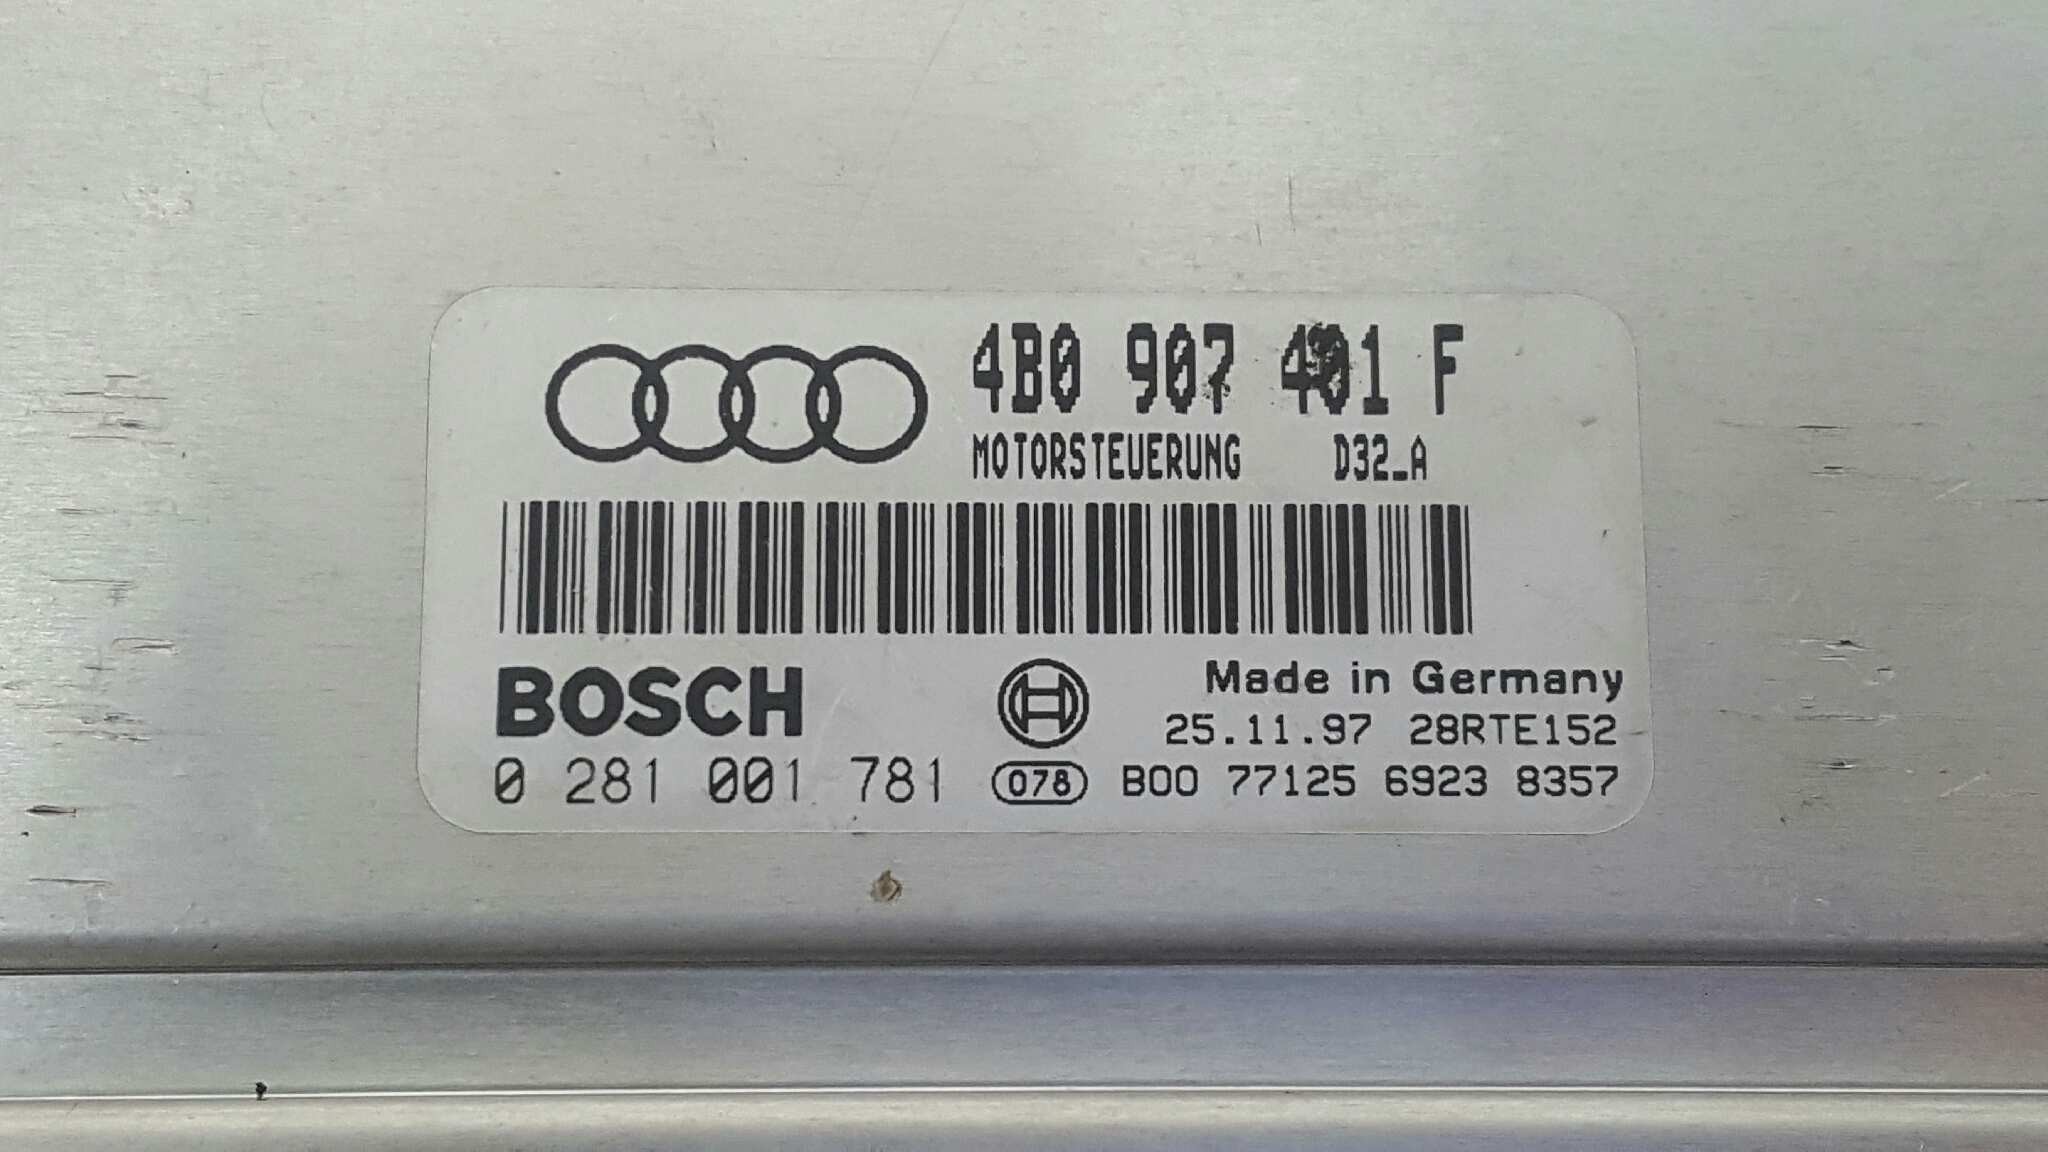 4B0 907 401 F
MOTORSTEUERUNG D32_A
BOSCH
Made in Germany
25.11.97 28RTE152
0 281 001 781 078 B00 77125 6923 8357